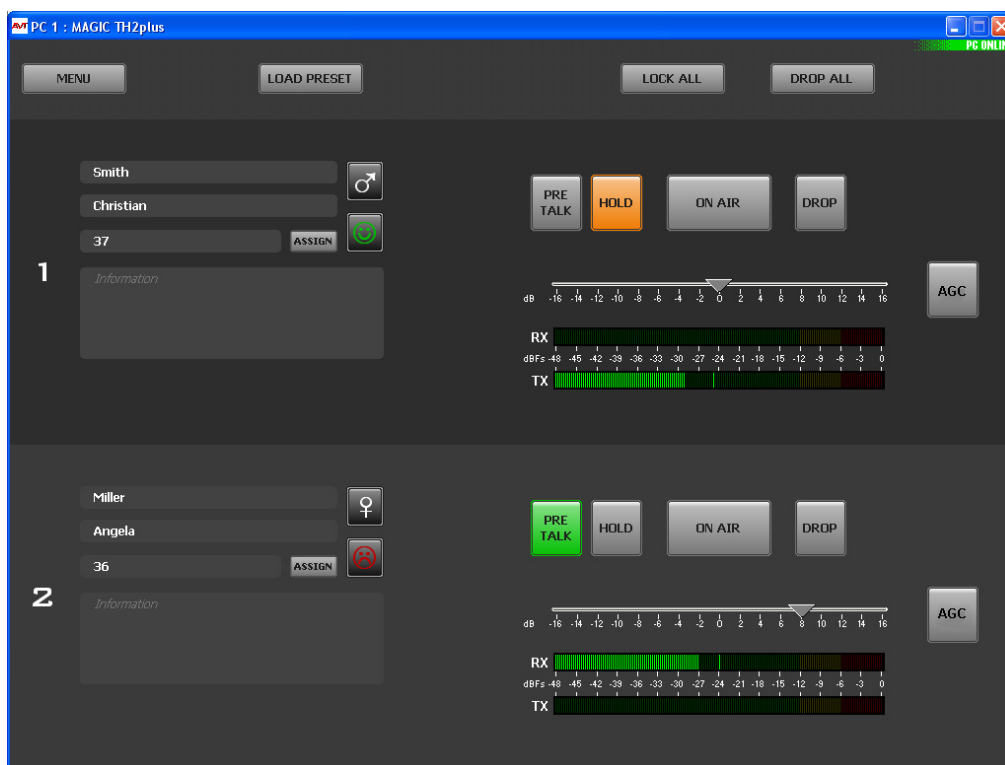 AVT PC 1 : MAGIC TH2plus
PC ONLIN
MENU LOAD PRESET LOCK ALL DROP ALL
Smith
Christian
37 ASSIGN
1
Information
PRE TALK HOLD ON AIR DROP
dB -16 -14 -12 -10 -8 -6 -4 -2 0 2 4 6 8 10 12 14 16
AGC
RX
dBFs -48 -45 -42 -39 -36 -33 -30 -27 -24 -21 -18 -15 -12 -9 -6 -3 0
TX
Miller
Angela
36 ASSIGN
2
Information
PRE TALK HOLD ON AIR DROP
dB -16 -14 -12 -10 -8 -6 -4 -2 0 2 4 6 8 10 12 14 16
AGC
RX
dBFs -48 -45 -42 -39 -36 -33 -30 -27 -24 -21 -18 -15 -12 -9 -6 -3 0
TX